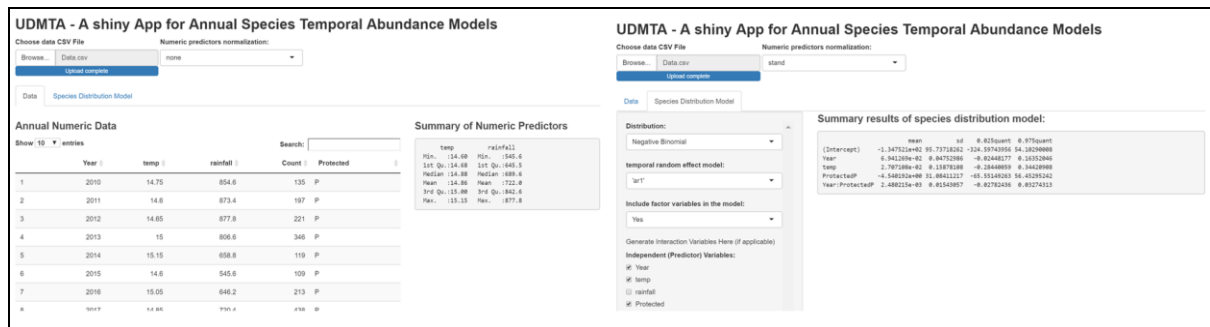 UDMTA - A shiny App for Annual Species Temporal Abundance Models
Choose data CSV File Numeric predictors normalization:
Browse... Data.csv none
Upload complete
Data Species Distribution Model
Annual Numeric Data
Show 10 entries Search:
Year temp rainfall Count Protected
1 2010 14.75 854.6 135 P
2 2011 14.6 873.4 197 P
3 2012 14.65 877.8 221 P
4 2013 15 806.6 346 P
5 2014 15.15 658.8 119 P
6 2015 14.6 545.6 109 P
7 2016 15.05 646.2 213 P
8 2017 14.85 720.4 438 P
Summary of Numeric Predictors
temp rainfall
Min. :14.60 Min. :545.6
1st Qu.:14.68 1st Qu.:645.5
Median :14.88 Median :689.6
Mean :14.86 Mean :722.0
3rd Qu.:15.00 3rd Qu.:842.6
Max. :15.15 Max. :877.8
UDMTA - A shiny App for Annual Species Temporal Abundance Models
Choose data CSV File Numeric predictors normalization:
Browse... Data.csv stand
Upload complete
Data Species Distribution Model
Distribution:
Negative Binomial
temporal random effect model:
'ar1'
Include factor variables in the model:
Yes
Generate Interaction Variables Here (if applicable)
Independent (Predictor) Variables:
Year
temp
rainfall
Protected
Summary results of species distribution model:
mean sd 0.025quant 0.975quant
(Intercept) -1.347521e+02 95.73718262 -324.59743956 54.10290008
Year 6.941269e-02 0.04752986 -0.02448177 0.16352046
temp 2.707108e-02 0.15878108 -0.28440059 0.34420908
ProtectedP -4.540192e+00 31.08411217 -65.55149263 56.45295242
Year:ProtectedP 2.480215e-03 0.01543057 -0.02782436 0.03274313